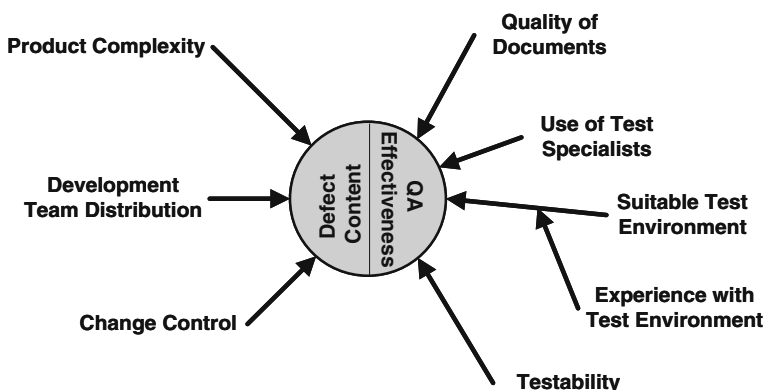 Product Complexity
Quality of
Documents
Use of Test
Specialists
Development
Team Distribution
Defect
Content
QA
Effectiveness
Suitable Test
Environment
Experience with
Test Environment
Change Control
Testability